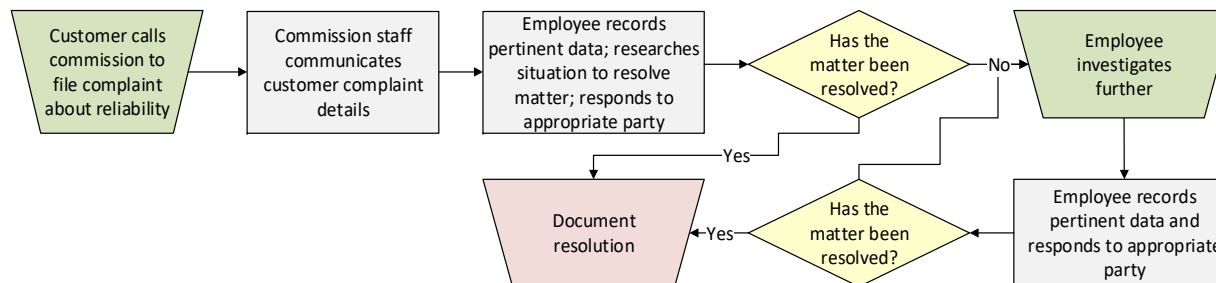 Customer calls
commission to
file complaint
about reliability
Commission staff
communicates
customer complaint
details
Employee records
pertinent data; researches
situation to resolve
matter; responds to
appropriate party
Has the
matter been
resolved?
No
Employee
investigates
further
Yes
Document
resolution
Yes
Has the
matter been
resolved?
Employee records
pertinent data and
responds to appropriate
party